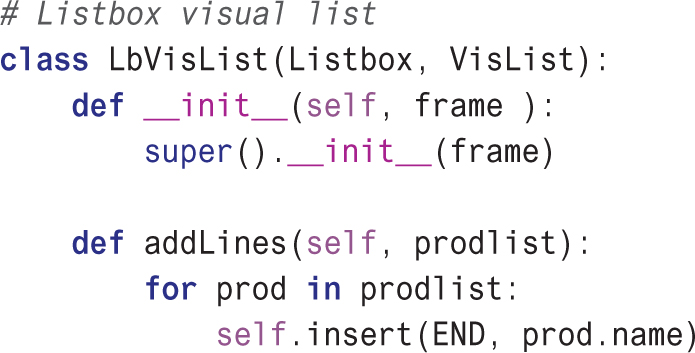 # Listbox visual list
class LbVisList(Listbox, VisList):
    def __init__(self, frame ):
        super().__init__(frame)

    def addLines(self, prodlist):
        for prod in prodlist:
            self.insert(END, prod.name)